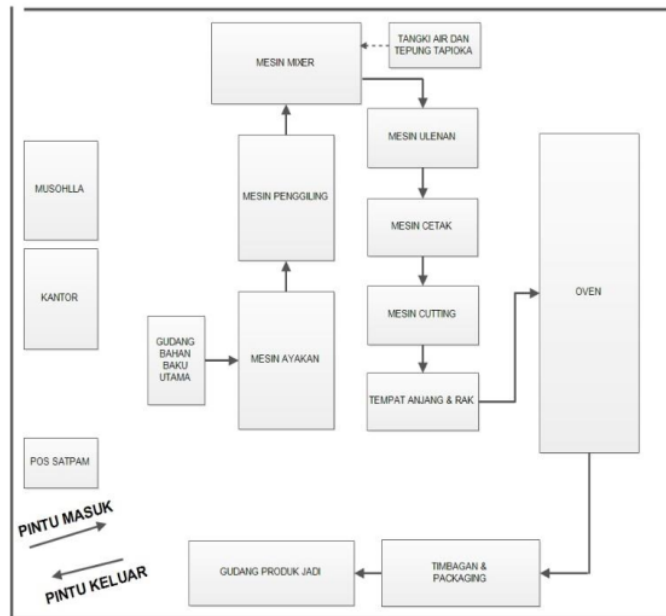 TANGKI AIR DAN
TEPUNG TAPIOKA
MESIN MIXER
MESIN ULENAN
MUSOHLLA
MESIN PENGGILING
MESIN CETAK
KANTOR
OVEN
MESIN CUTTING
GUDANG
BAHAN
BAKU
UTAMA
MESIN AYAKAN
TEMPAT ANJANG & RAK
POS SATPAM
PINTU MASUK
PINTU KELUAR
GUDANG PRODUK JADI
TIMBAGAN &
PACKAGING